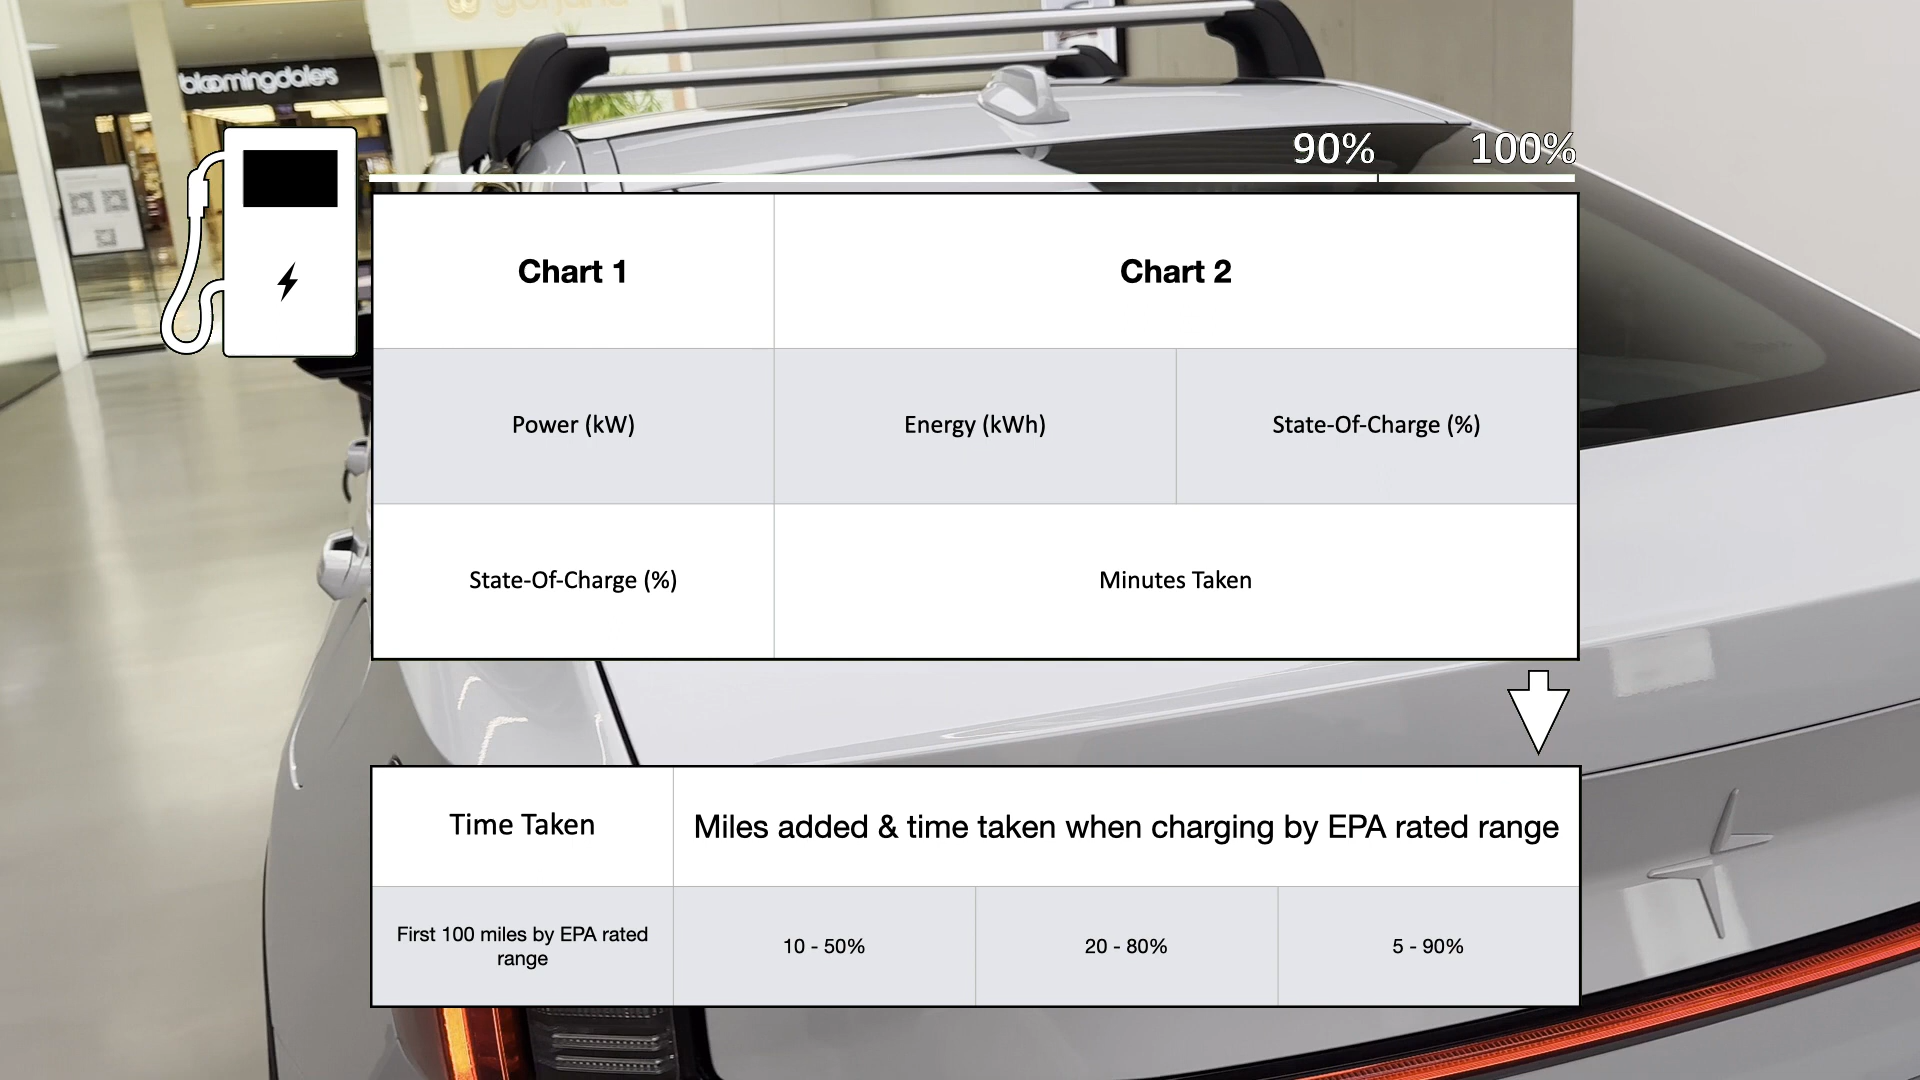 gorjana
bloomingdale's
90%
100%
Chart 1
Chart 2
Power (kW)
Energy (kWh)
State-Of-Charge (%)
State-Of-Charge (%)
Minutes Taken
Time Taken
Miles added & time taken when charging by EPA rated range
First 100 miles by EPA rated
range
10 - 50%
20 - 80%
5 - 90%